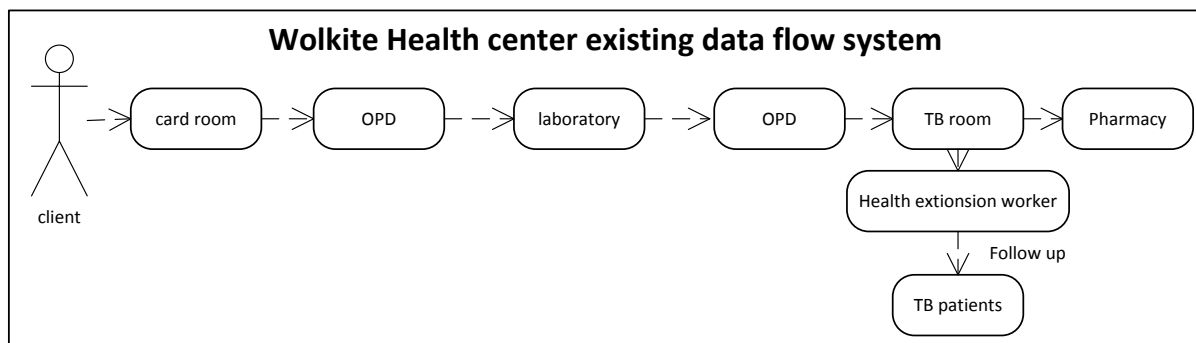 Wolkite Health center existing data flow system
card room
OPD
laboratory
OPD
TB room
Pharmacy
Health extionsion worker
client
Follow up
TB patients